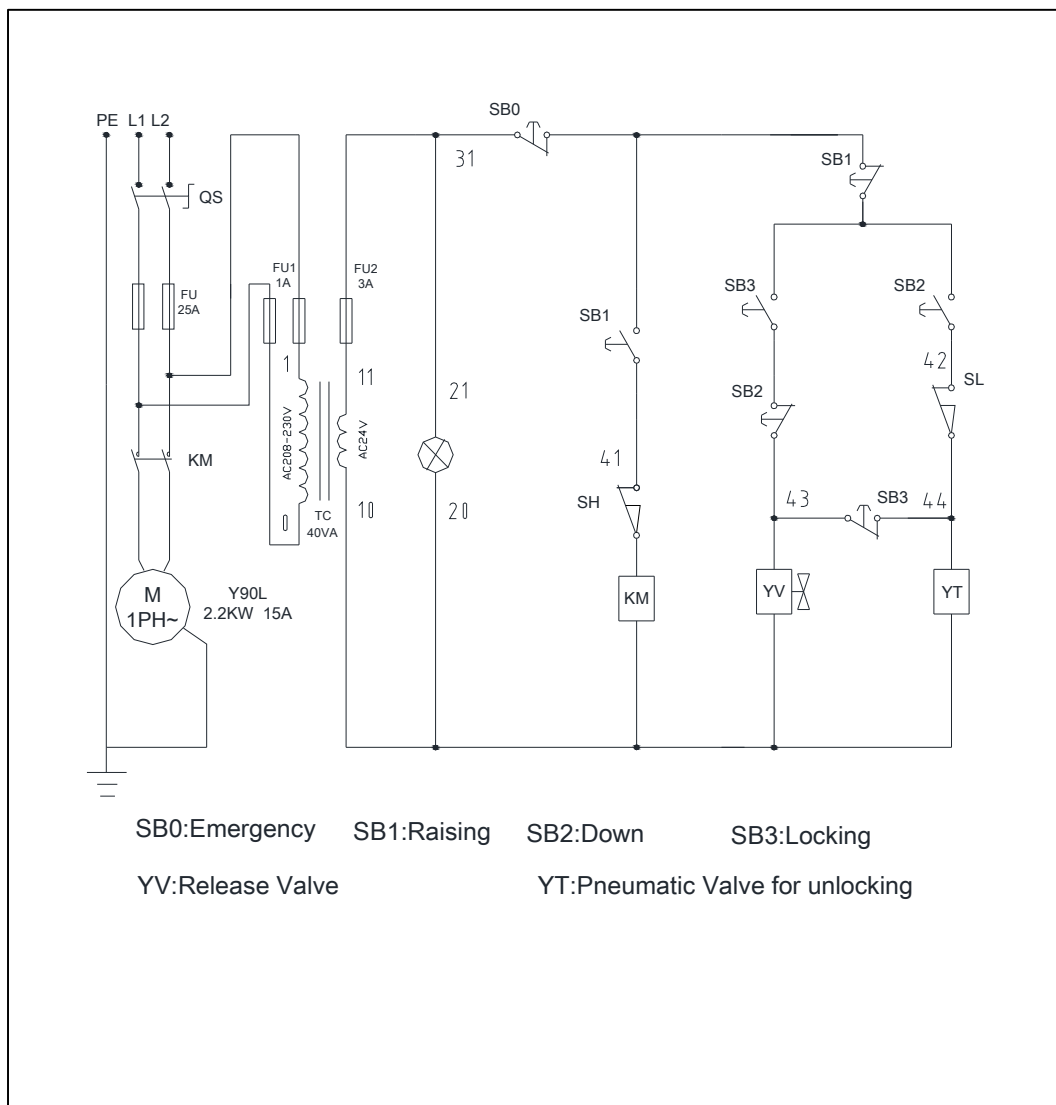 PE L1 L2
QS
FU
25A
KM
M
1PH~
Y90L
2.2KW 15A
FU1
1A
FU2
3A
1
11
AC208-230V
AC24V
0
10
TC
40VA
31
21
20
SB0
SB1
41
SH
KM
SB1
SB3
SB2
SB2
42
SL
43
SB3
44
YV
YT
SB0:Emergency SB1:Raising SB2:Down SB3:Locking
YV:Release Valve YT:Pneumatic Valve for unlocking